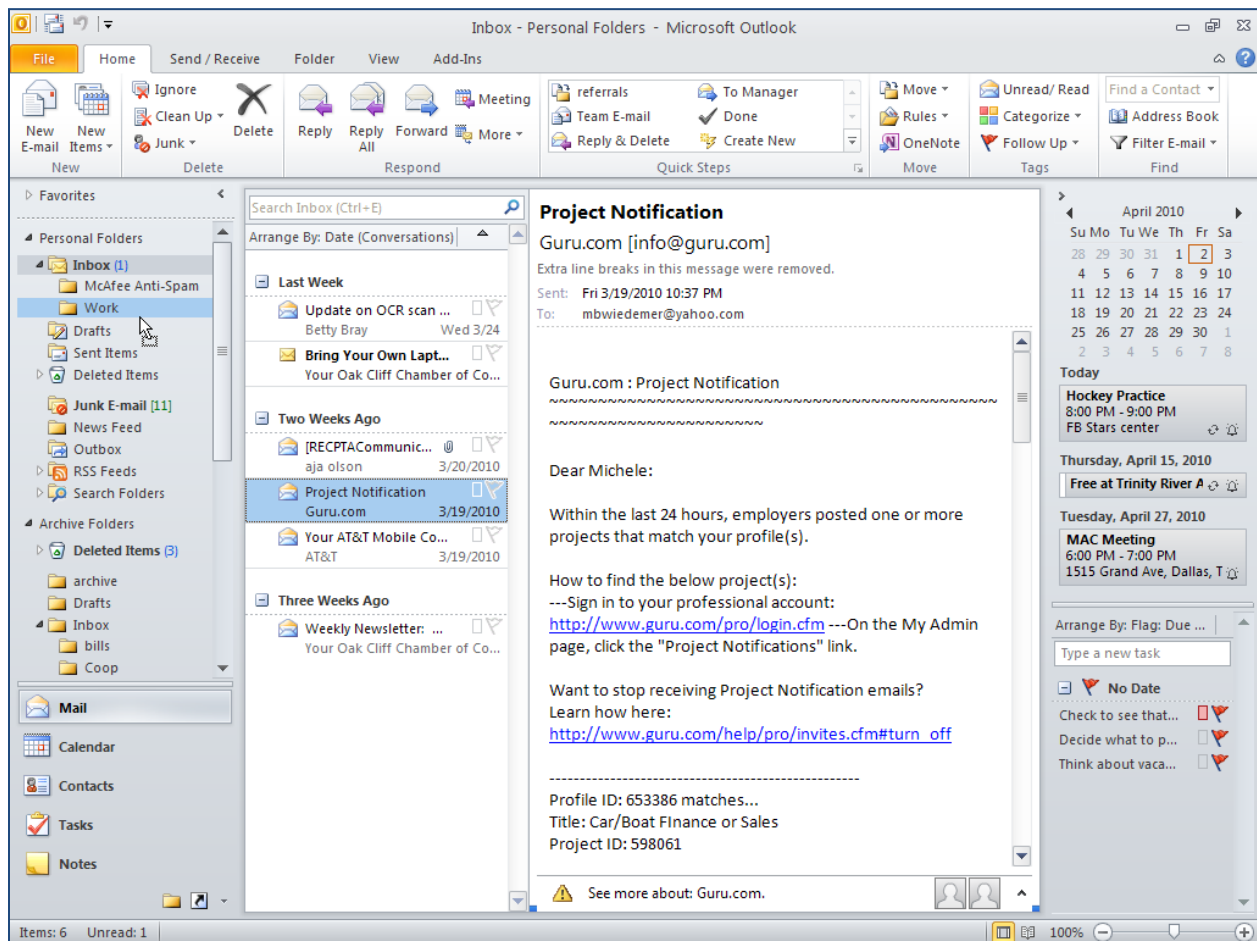 Inbox - Personal Folders - Microsoft Outlook
File Home Send / Receive Folder View Add-Ins
New E-mail
New Items
New
Ignore
Clean Up
Junk
Delete
Delete
Reply
Reply All
Forward
Meeting
More
Respond
referrals
Team E-mail
Reply & Delete
To Manager
Done
Create New
Quick Steps
Move
Rules
OneNote
Move
Unread/ Read
Categorize
Follow Up
Tags
Find a Contact
Address Book
Filter E-mail
Find
Favorites
Personal Folders
Inbox (1)
McAfee Anti-Spam
Work
Drafts
Sent Items
Deleted Items
Junk E-mail [11]
News Feed
Outbox
RSS Feeds
Search Folders
Archive Folders
Deleted Items (3)
archive
Drafts
Inbox
bills
Coop
Mail
Calendar
Contacts
Tasks
Notes
Search Inbox (Ctrl+E)
Arrange By: Date (Conversations)
Last Week
Update on OCR scan ...
Betty Bray Wed 3/24
Bring Your Own Lapt...
Your Oak Cliff Chamber of Co...
Two Weeks Ago
[RECPTACommunic...
aja olson 3/20/2010
Project Notification
Guru.com 3/19/2010
Your AT&T Mobile Co...
AT&T 3/19/2010
Three Weeks Ago
Weekly Newsletter: ...
Your Oak Cliff Chamber of Co...
Project Notification
Guru.com [info@guru.com]
Extra line breaks in this message were removed.
Sent: Fri 3/19/2010 10:37 PM
To: mbwiedemer@yahoo.com
Guru.com : Project Notification
~~~~~~~~~~~~~~~~~~~~~~~~~~~~~~~~~~~~~~~~~~~~~~
~~~~~~~~~~~~~~~~~~~~~~
Dear Michele:
Within the last 24 hours, employers posted one or more
projects that match your profile(s).
How to find the below project(s):
---Sign in to your professional account:
http://www.guru.com/pro/login.cfm ---On the My Admin
page, click the "Project Notifications" link.
Want to stop receiving Project Notification emails?
Learn how here:
http://www.guru.com/help/pro/invites.cfm#turn_off
---------------------------------------------------
Profile ID: 653386 matches...
Title: Car/Boat FInance or Sales
Project ID: 598061
See more about: Guru.com.
April 2010
Su Mo Tu We Th Fr Sa
28 29 30 31 1 2 3
4 5 6 7 8 9 10
11 12 13 14 15 16 17
18 19 20 21 22 23 24
25 26 27 28 29 30 1
2 3 4 5 6 7 8
Today
Hockey Practice
8:00 PM - 9:00 PM
FB Stars center
Thursday, April 15, 2010
Free at Trinity River A
Tuesday, April 27, 2010
MAC Meeting
6:00 PM - 7:00 PM
1515 Grand Ave, Dallas, T
Arrange By: Flag: Due ...
Type a new task
No Date
Check to see that...
Decide what to p...
Think about vaca...
Items: 6 Unread: 1
100%